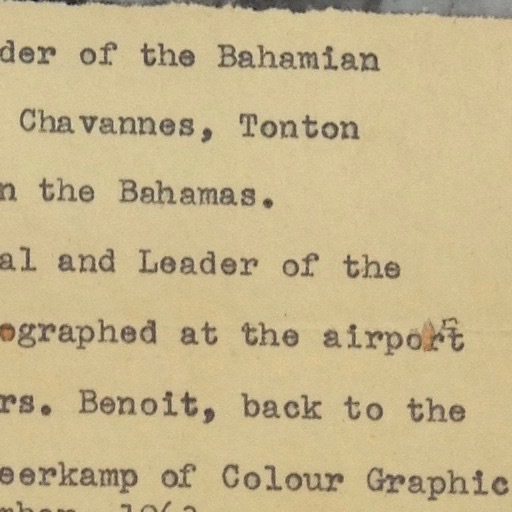 der of the Bahamian
Chavannes, Tonton
n the Bahamas.
al and Leader of the
ographed at the airport
rs. Benoit, back to the
eerkamp of Colour Graphic